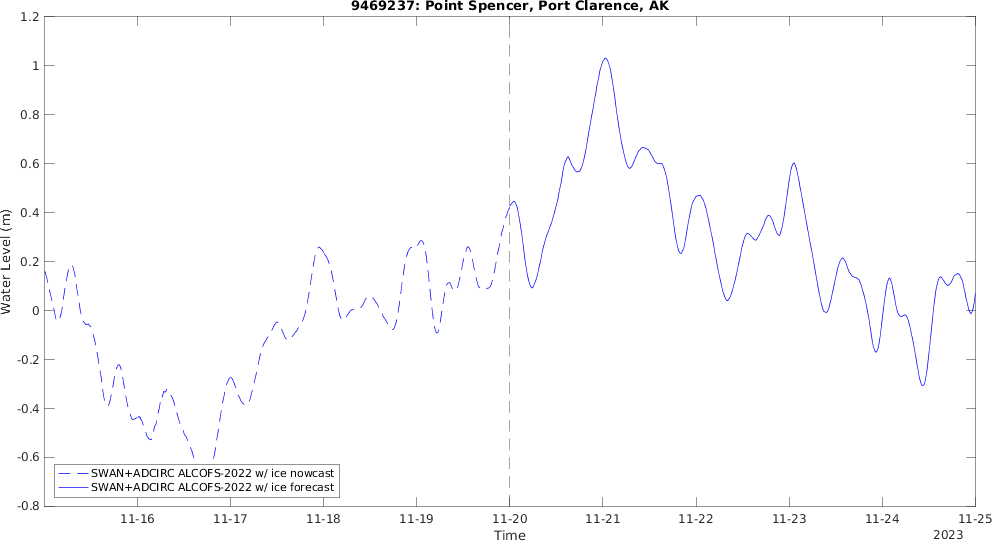 9469237: Point Spencer, Port Clarence, AK
1.2
1
0.8
0.6
0.4
0.2
0
-0.2
-0.4
-0.6
-0.8
Water Level (m)
SWAN+ADCIRC ALCOFS-2022 w/ ice nowcast
SWAN+ADCIRC ALCOFS-2022 w/ ice forecast
11-16 11-17 11-18 11-19 11-20 11-21 11-22 11-23 11-24 11-25
Time
2023